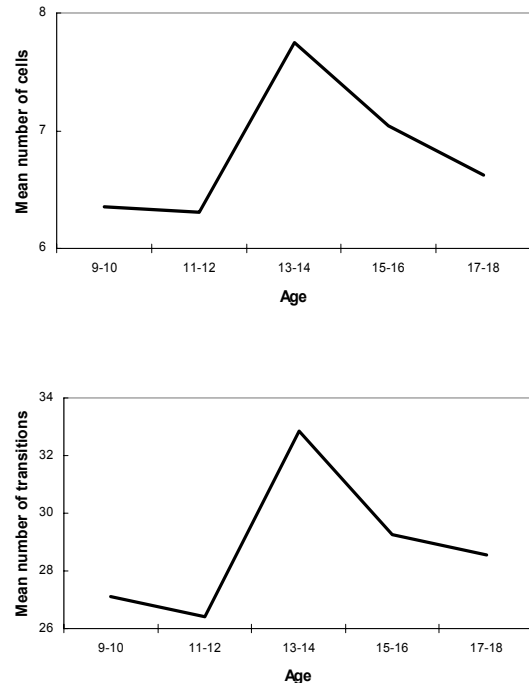 8
Mean number of cells
7
6
9-10 11-12 13-14 15-16 17-18
Age
34
Mean number of transitions
32
30
28
26
9-10 11-12 13-14 15-16 17-18
Age